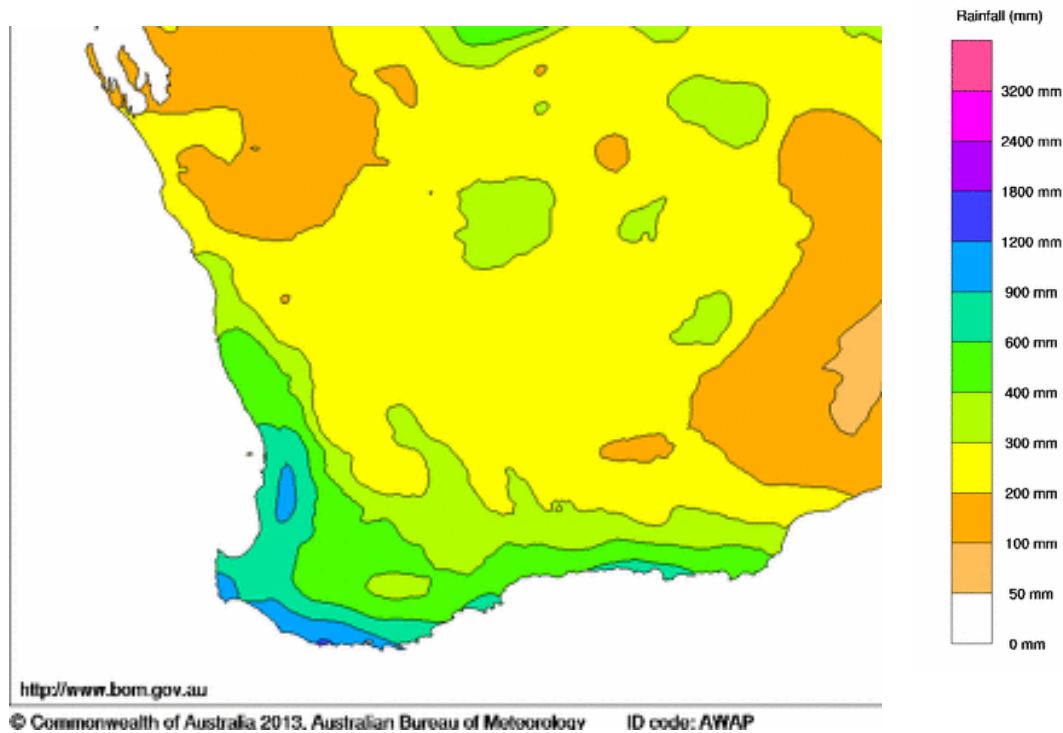 Rainfall (mm)
3200 mm
2400 mm
1800 mm
1200 mm
900 mm
600 mm
400 mm
300 mm
200 mm
100 mm
50 mm
0 mm
http://www.bom.gov.au
© Commonwealth of Australia 2013, Australian Bureau of Meteorology ID code: AWAP